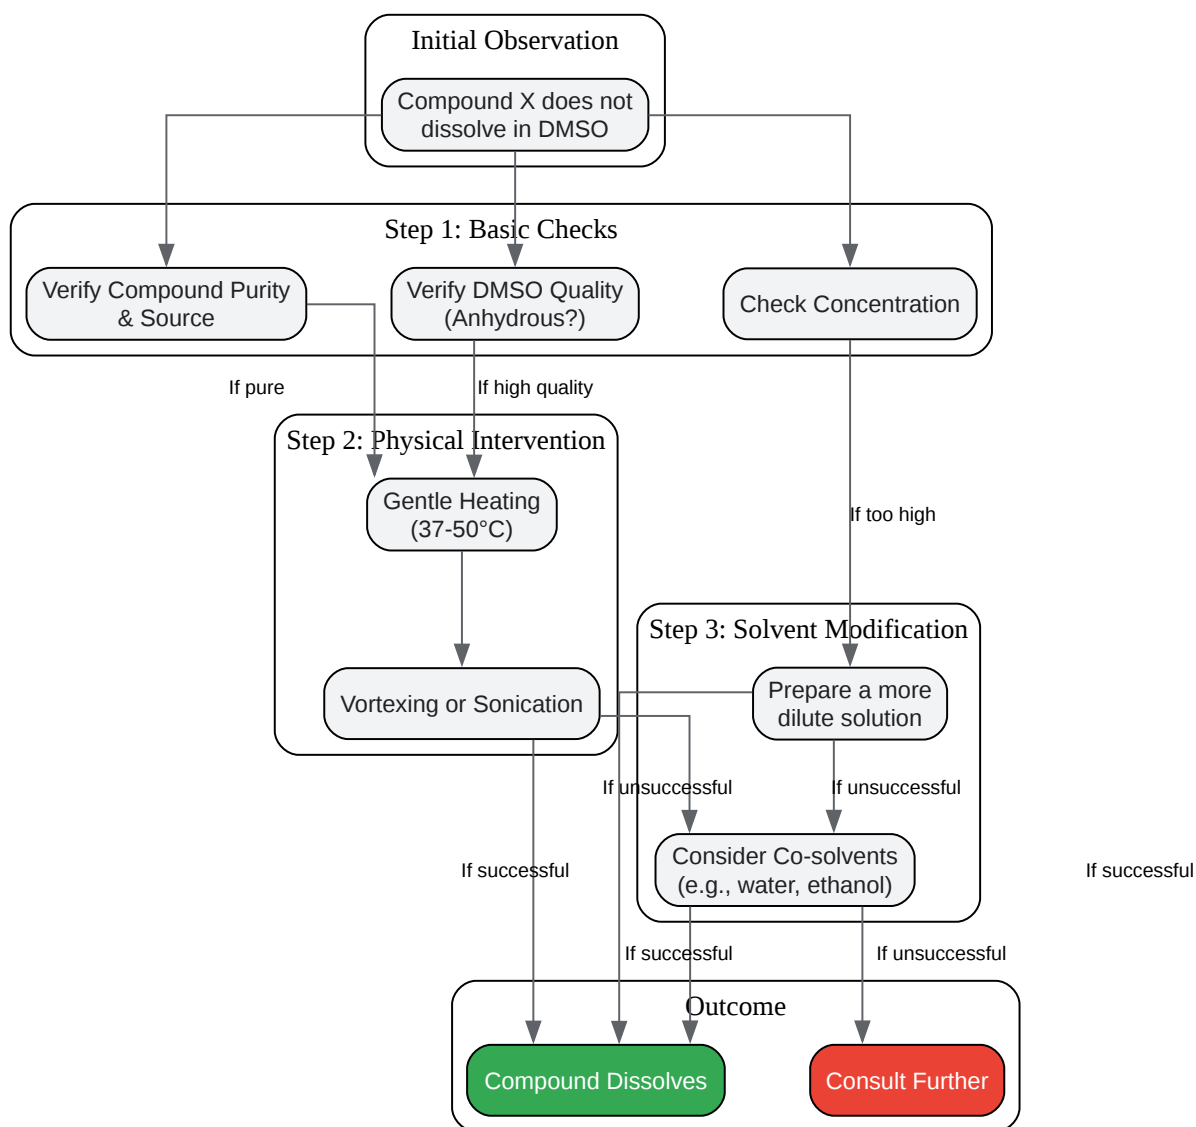 Initial Observation
Compound X does not
dissolve in DMSO
Step 1: Basic Checks
Verify Compound Purity
& Source
Verify DMSO Quality
(Anhydrous?)
Check Concentration
If pure
If high quality
Step 2: Physical Intervention
Gentle Heating
(37-50°C)
If too high
Step 3: Solvent Modification
Vortexing or Sonication
Prepare a more
dilute solution
If unsuccessful
If unsuccessful
Consider Co-solvents
(e.g., water, ethanol)
If successful
If successful
If successful
If unsuccessful
Outcome
Compound Dissolves
Consult Further